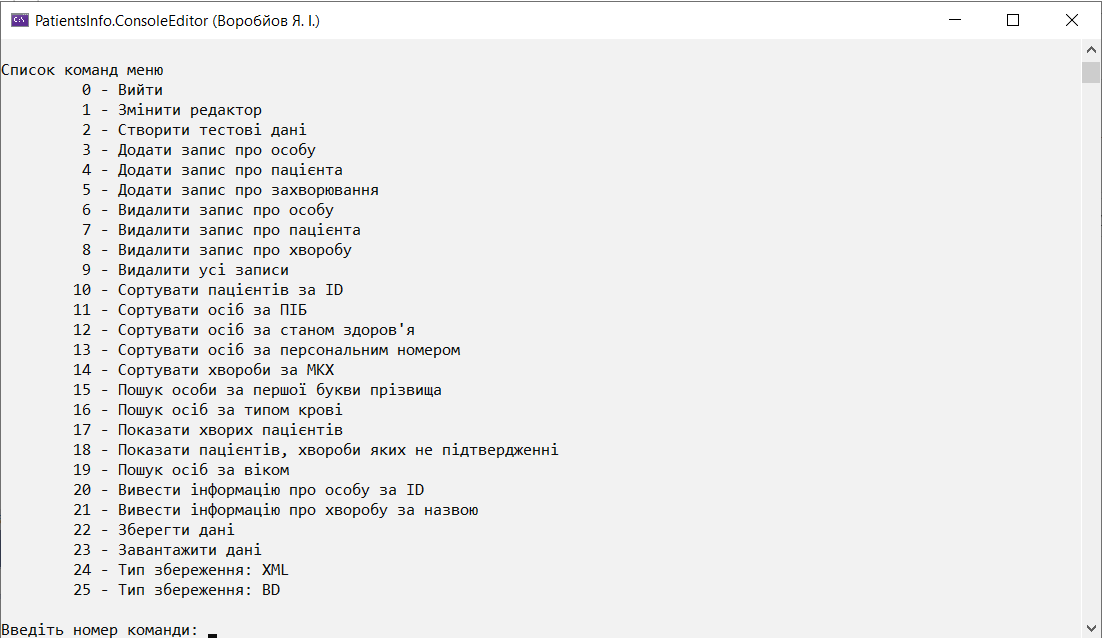 PatientsInfo.ConsoleEditor (Воробйов Я. І.)
Список команд меню
0 - Вийти
1 - Змінити редактор
2 - Створити тестові дані
3 - Додати запис про особу
4 - Додати запис про пацієнта
5 - Додати запис про захворювання
6 - Видалити запис про особу
7 - Видалити запис про пацієнта
8 - Видалити запис про хворобу
9 - Видалити усі записи
10 - Сортувати пацієнтів за ID
11 - Сортувати осіб за ПІБ
12 - Сортувати осіб за станом здоров'я
13 - Сортувати осіб за персональним номером
14 - Сортувати хвороби за МКХ
15 - Пошук особи за першої букви прізвища
16 - Пошук осіб за типом крові
17 - Показати хворих пацієнтів
18 - Показати пацієнтів, хвороби яких не підтвердженні
19 - Пошук осіб за віком
20 - Вивести інформацію про особу за ID
21 - Вивести інформацію про хворобу за назвою
22 - Зберегти дані
23 - Завантажити дані
24 - Тип збереження: XML
25 - Тип збереження: BD
Введіть номер команди: